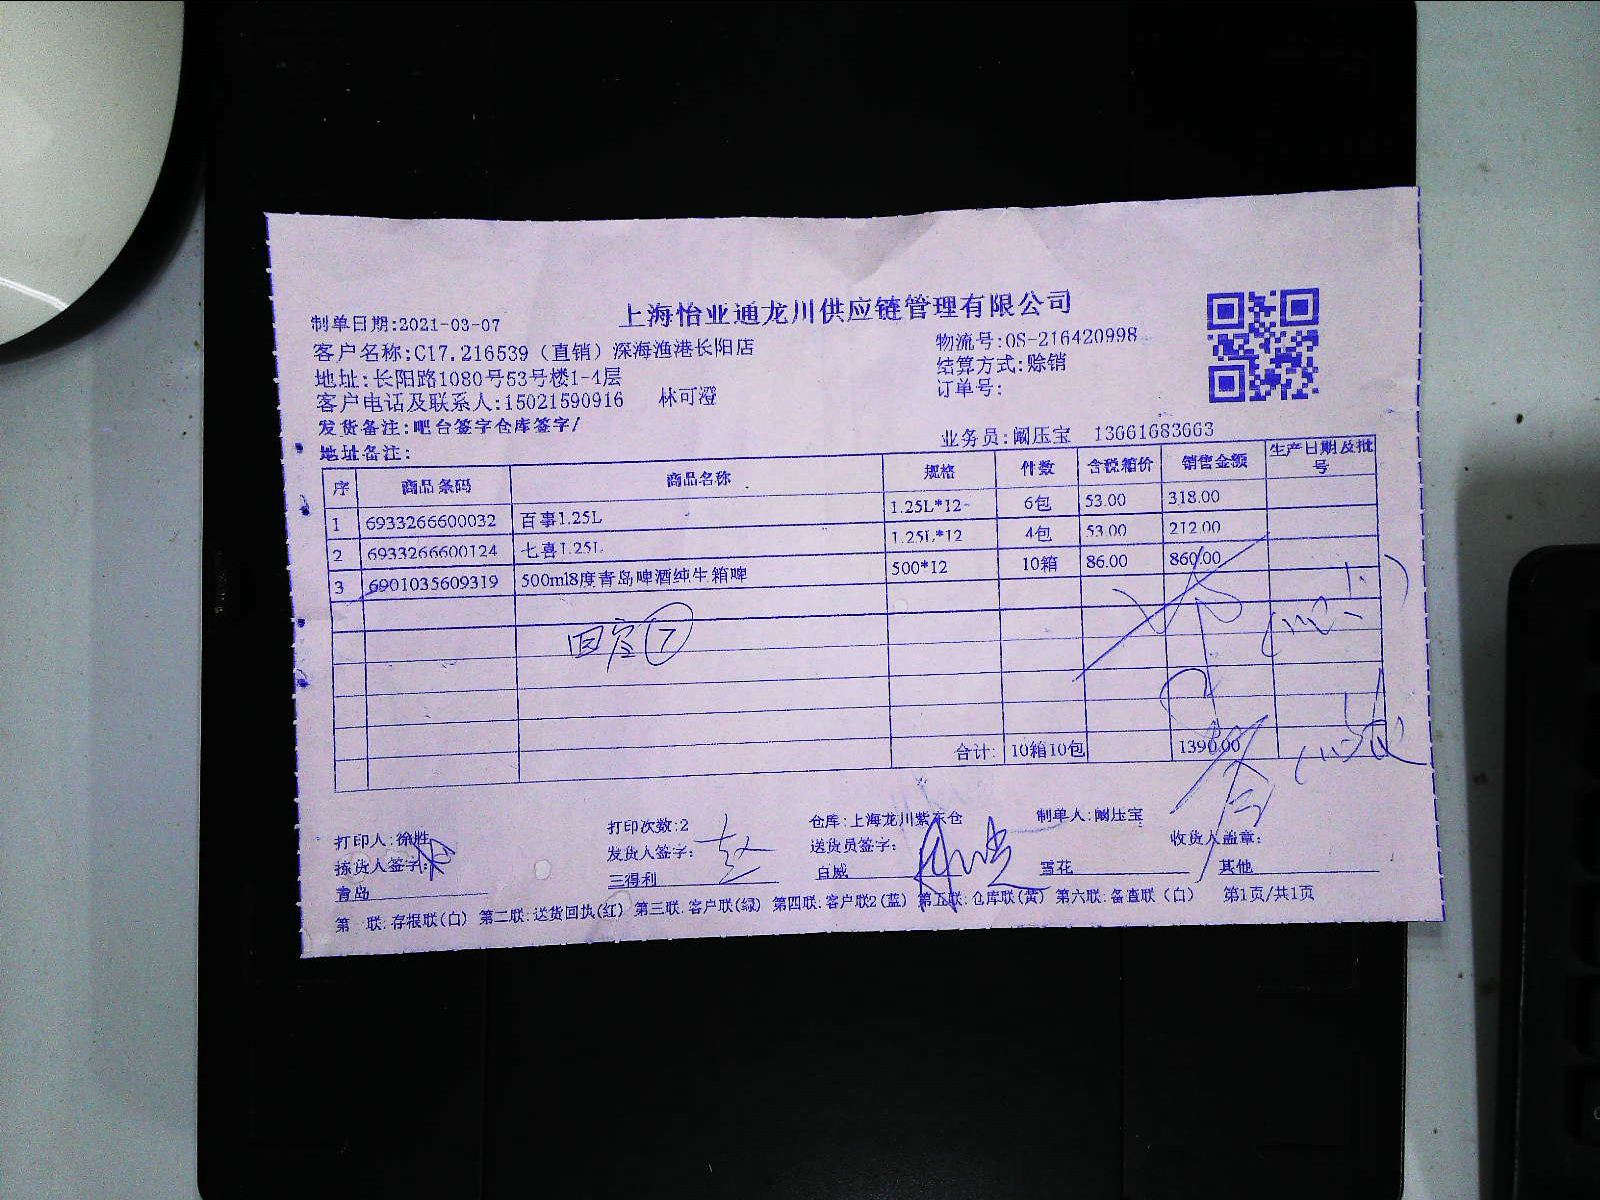 上海怡亚通龙川供应链管理有限公司
制单日期:2021-03-07
客户名称:C17.216539（直销）深海渔港长阳店
物流号:OS-216420998
地址:长阳路1080号53号楼1-4层
结算方式:赊销
客户电话及联系人:15021590916 林可澄
订单号:
发货备注:吧台签字仓库签字/
业务员:阚压宝 13661683663
地址备注:
序 商品条码 商品名称 规格 件数 含税箱价 销售金额 生产日期及批号
1 6933266600032 百事1.25L 1.25L*12 6包 53.00 318.00
2 6933266600124 七喜1.25L 1.25L*12 4包 53.00 212.00
3 6901035609319 500ml8度青岛啤酒纯生箱啤 500*12 10箱 86.00 860.00
回空⑦
合计: 10箱10包 1390.00
打印人:徐胜 打印次数:2 仓库:上海龙川紫东仓 制单人:阚压宝
拣货人签字: 发货人签字: 送货员签字: 收货人盖章:
青岛 三得利 百威 雪花 其他
第一联:存根联(白) 第二联:送货回执(红) 第三联:客户联(绿) 第四联:客户联2(蓝) 第五联:仓库联(黄) 第六联:备查联(白) 第1页/共1页